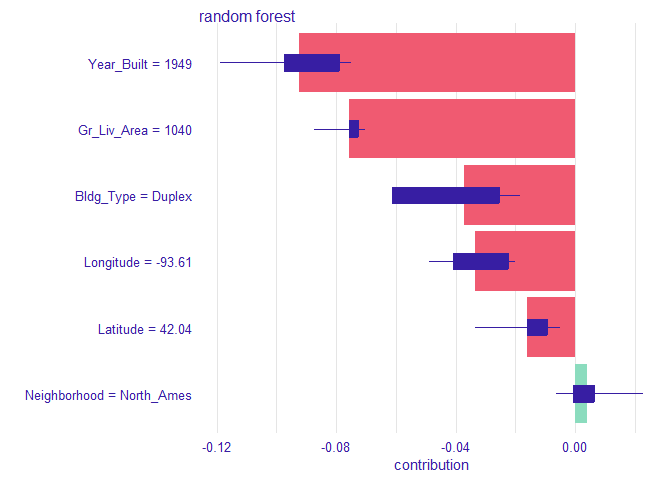 random forest
Year_Built = 1949
Gr_Liv_Area = 1040
Bldg_Type = Duplex
Longitude = -93.61
Latitude = 42.04
Neighborhood = North_Ames
-0.12 -0.08 -0.04 0.00
contribution